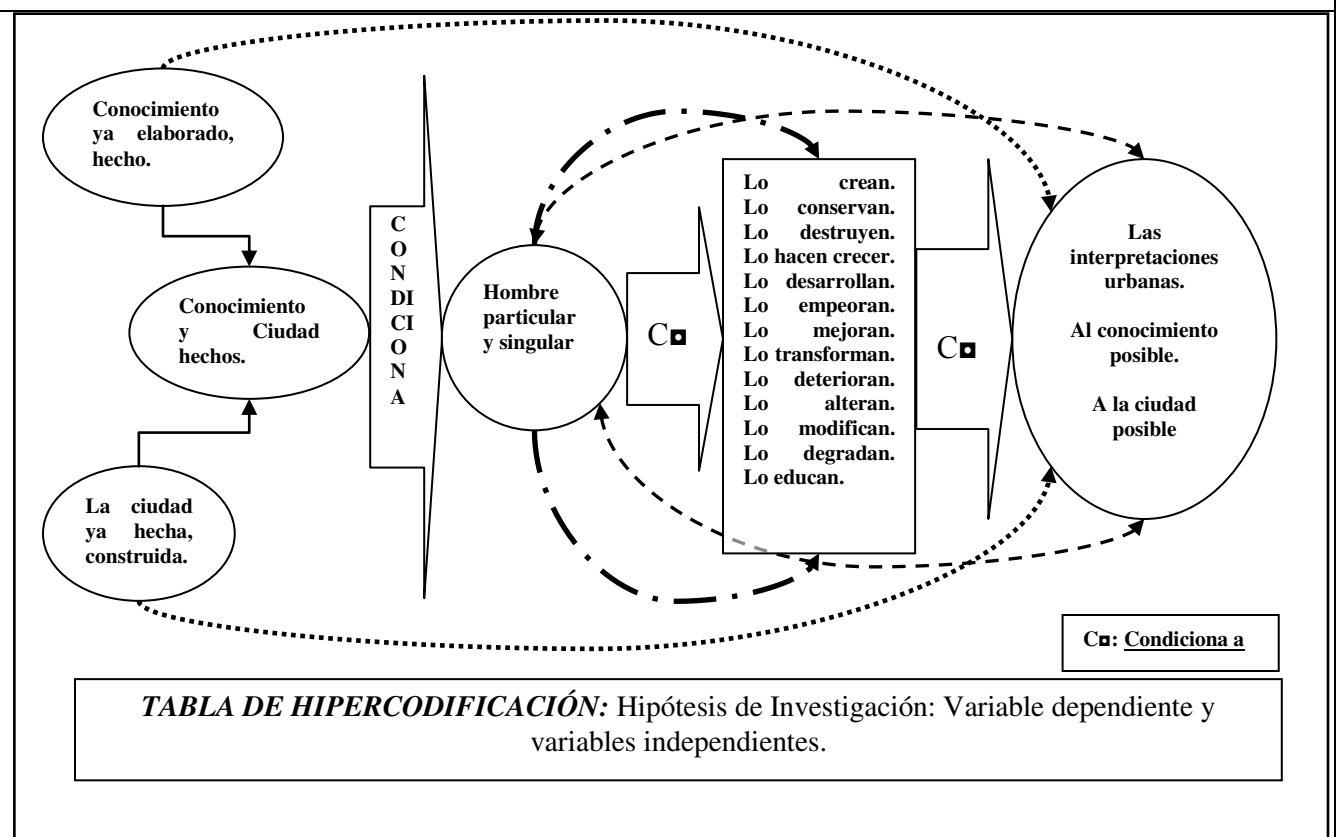 Conocimiento
ya elaborado,
hecho.
Conocimiento
y Ciudad
hechos.
La ciudad
ya hecha,
construida.
C
O
N
DI
CI
O
N
A
Hombre
particular
y singular
C◘
Lo crean.
Lo conservan.
Lo destruyen.
Lo hacen crecer.
Lo desarrollan.
Lo empeoran.
Lo mejoran.
Lo transforman.
Lo deterioran.
Lo alteran.
Lo modifican.
Lo degradan.
Lo educan.
C◘
Las
interpretaciones
urbanas.
Al conocimiento
posible.
A la ciudad
posible
C◘: Condiciona a
TABLA DE HIPERCODIFICACIÓN: Hipótesis de Investigación: Variable dependiente y
variables independientes.